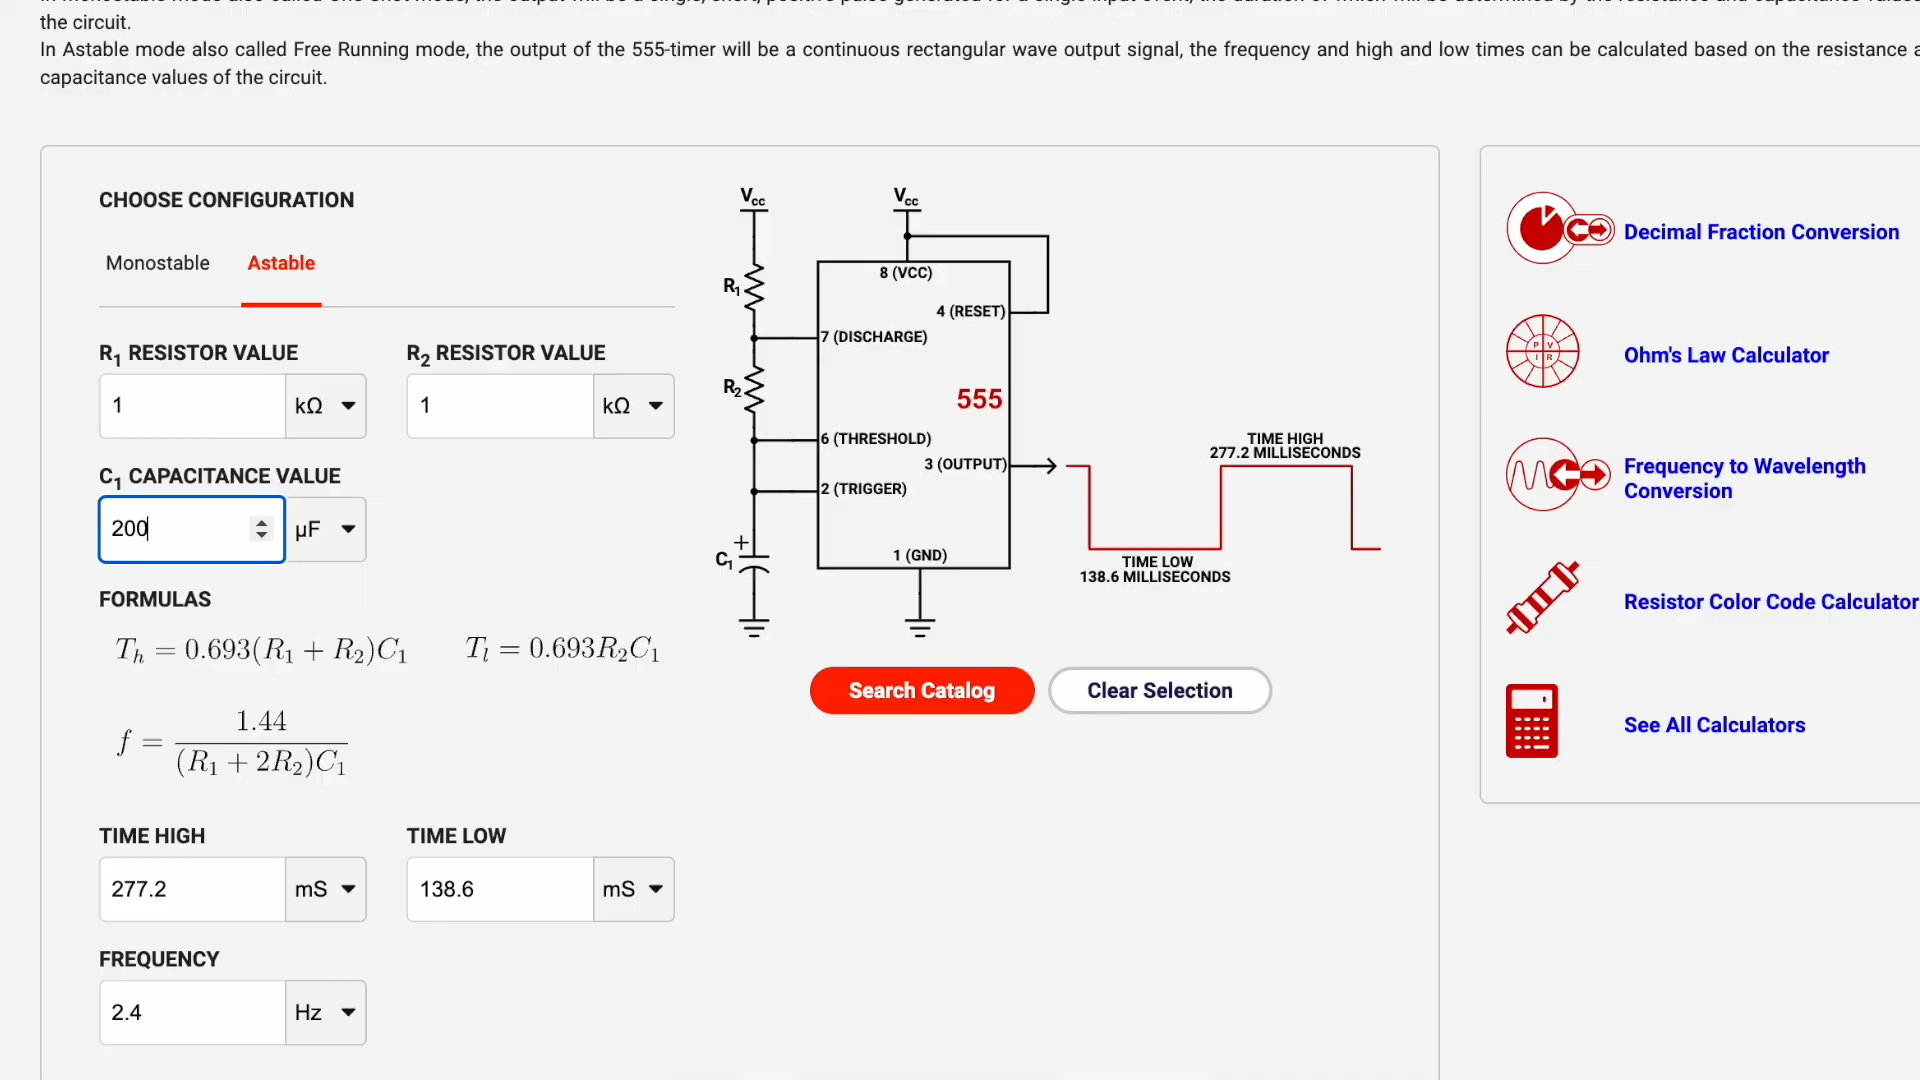 the circuit.
In Astable mode also called Free Running mode, the output of the 555-timer will be a continuous rectangular wave output signal, the frequency and high and low times can be calculated based on the resistance a
capacitance values of the circuit.
CHOOSE CONFIGURATION
Monostable Astable
R1 RESISTOR VALUE R2 RESISTOR VALUE
1 kΩ 1 kΩ
C1 CAPACITANCE VALUE
200 µF
FORMULAS
Th = 0.693(R1 + R2)C1 Tl = 0.693R2C1
f = 1.44
(R1 + 2R2)C1
TIME HIGH TIME LOW
277.2 mS 138.6 mS
FREQUENCY
2.4 Hz
Vcc Vcc
8 (VCC)
R1
4 (RESET)
7 (DISCHARGE)
R2
555
6 (THRESHOLD)
3 (OUTPUT)
2 (TRIGGER)
+
C1
1 (GND)
TIME HIGH
277.2 MILLISECONDS
TIME LOW
138.6 MILLISECONDS
Search Catalog Clear Selection
Decimal Fraction Conversion
P V
I R
Ohm's Law Calculator
Frequency to Wavelength
Conversion
Resistor Color Code Calculator
See All Calculators